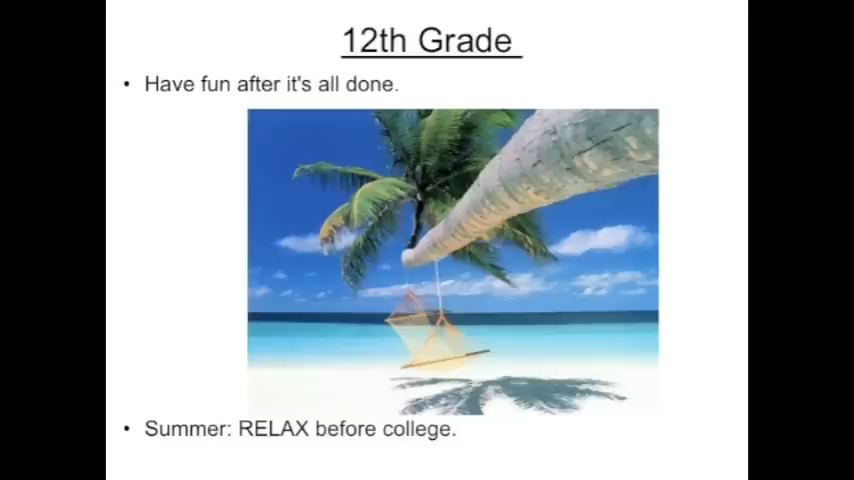 12th Grade
• Have fun after it's all done.
• Summer: RELAX before college.